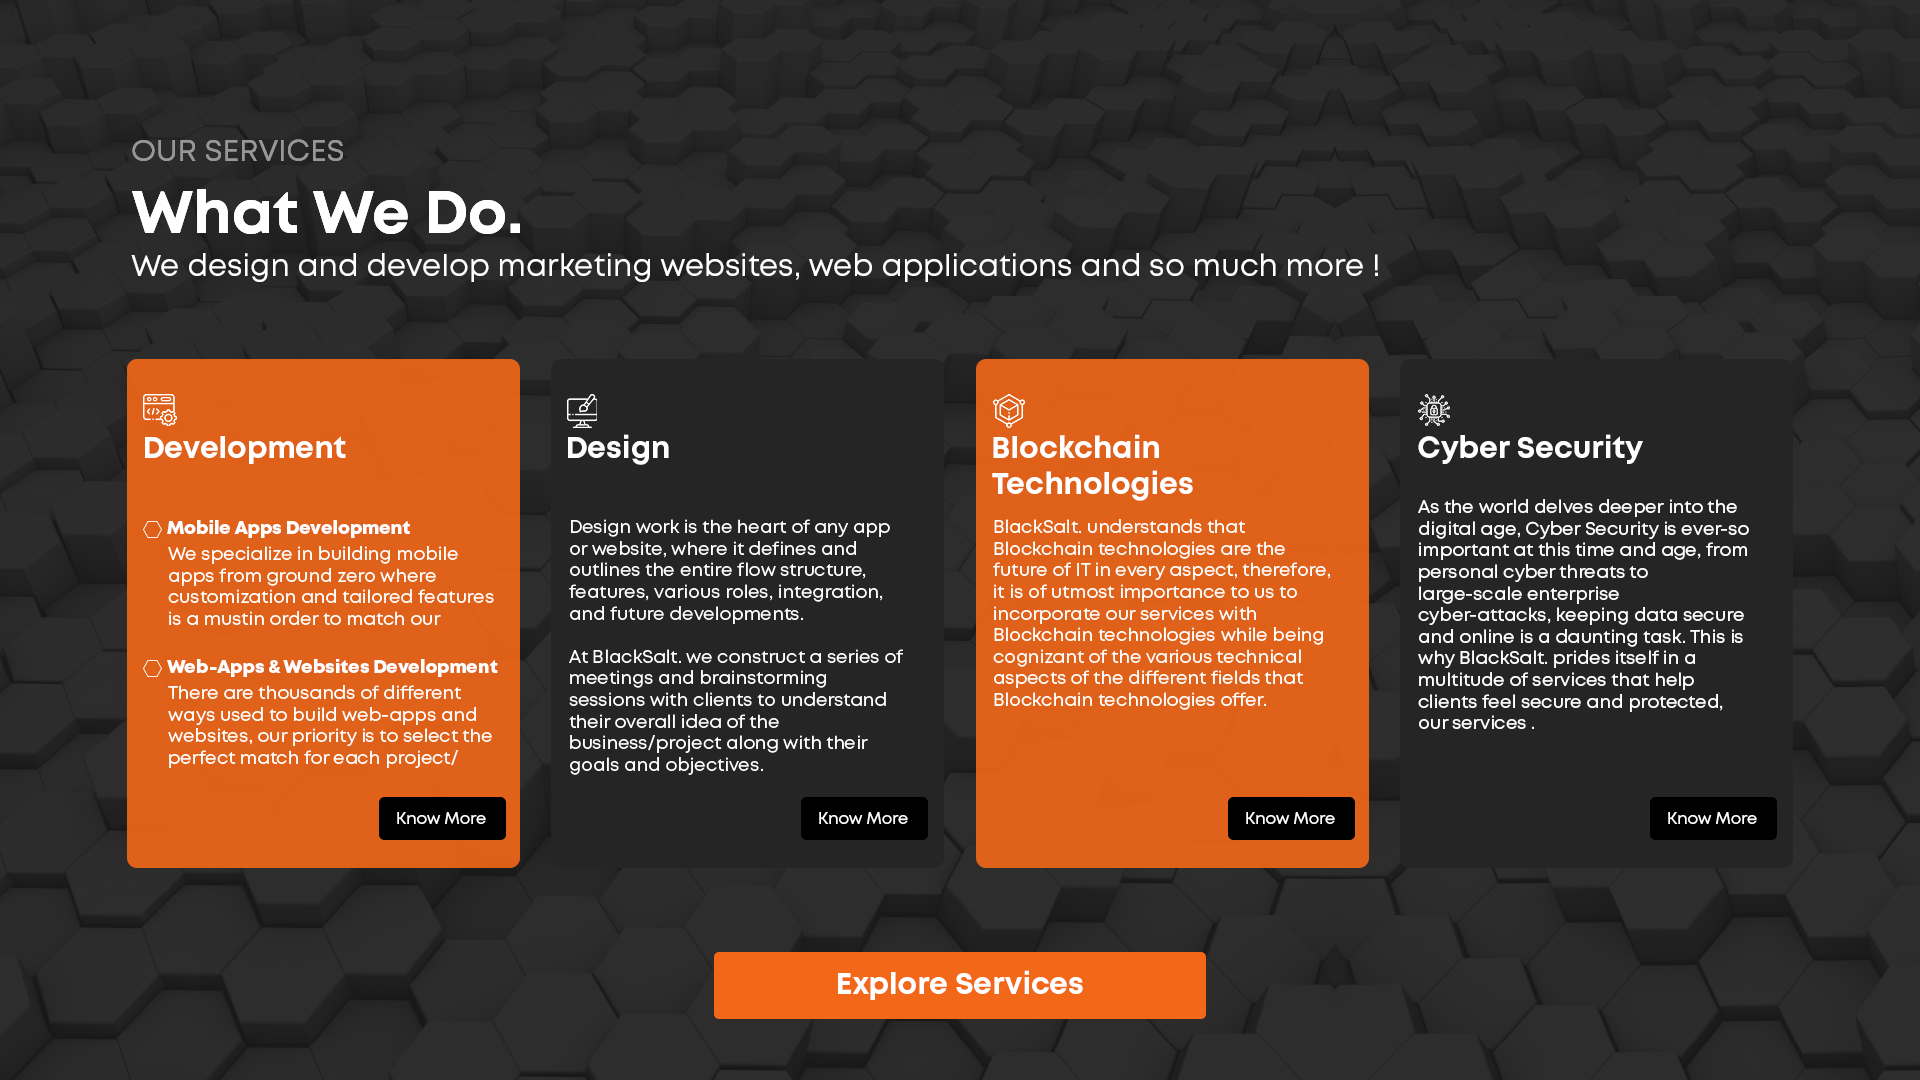 OUR SERVICES
What We Do.
We design and develop marketing websites, web applications and so much more !
Development
Mobile Apps Development
We specialize in building mobile
apps from ground zero where
customization and tailored features
is a mustin order to match our
Web-Apps & Websites Development
There are thousands of different
ways used to build web-apps and
websites, our priority is to select the
perfect match for each project/
Know More
Design
Design work is the heart of any app
or website, where it defines and
outlines the entire flow structure,
features, various roles, integration,
and future developments.
At BlackSalt. we construct a series of
meetings and brainstorming
sessions with clients to understand
their overall idea of the
business/project along with their
goals and objectives.
Know More
Blockchain
Technologies
BlackSalt. understands that
Blockchain technologies are the
future of IT in every aspect, therefore,
it is of utmost importance to us to
incorporate our services with
Blockchain technologies while being
cognizant of the various technical
aspects of the different fields that
Blockchain technologies offer.
Know More
Cyber Security
As the world delves deeper into the
digital age, Cyber Security is ever-so
important at this time and age, from
personal cyber threats to
large-scale enterprise
cyber-attacks, keeping data secure
and online is a daunting task. This is
why BlackSalt. prides itself in a
multitude of services that help
clients feel secure and protected,
our services .
Know More
Explore Services